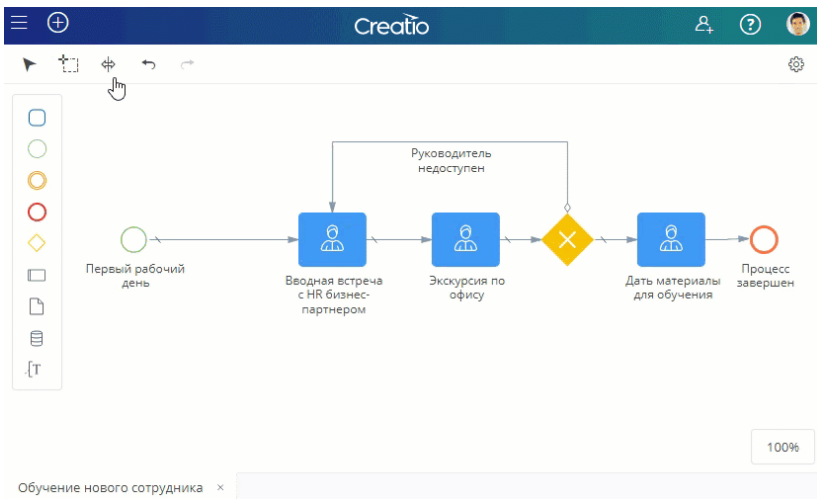 Creatio
Руководитель
недоступен
Первый рабочий
день
Вводная встреча
с HR бизнес-
партнером
Экскурсия по
офису
Дать материалы
для обучения
Процесс
завершен
100%
Обучение нового сотрудника ×